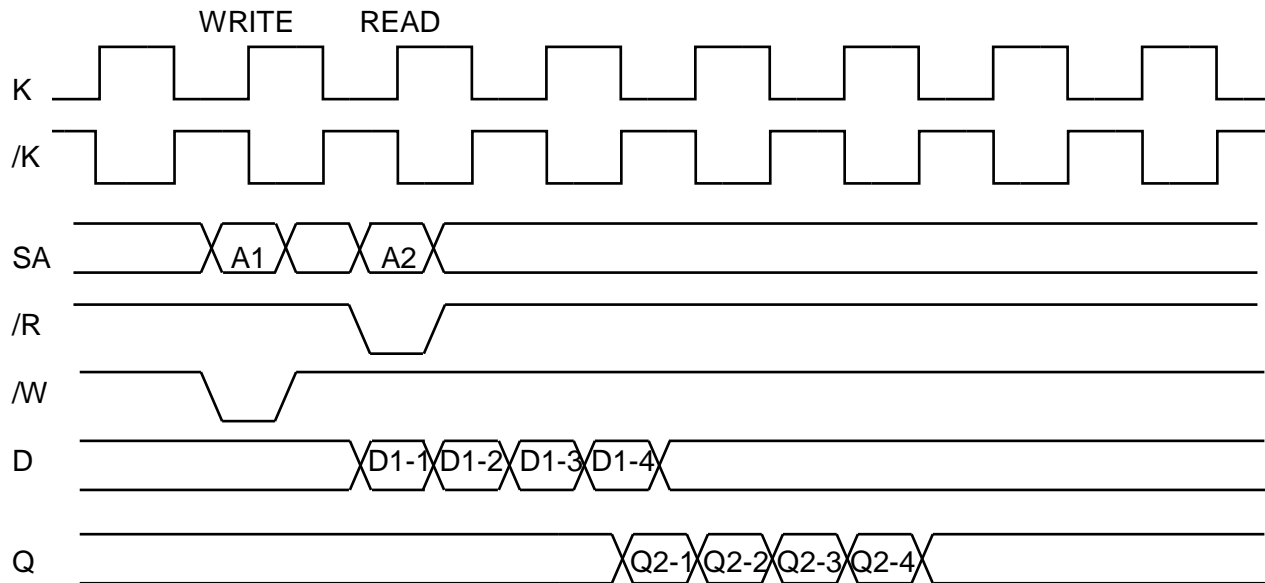 WRITE READ
K
/K
SA A1 A2
/R
/W
D D1-1 D1-2 D1-3 D1-4
Q Q2-1 Q2-2 Q2-3 Q2-4